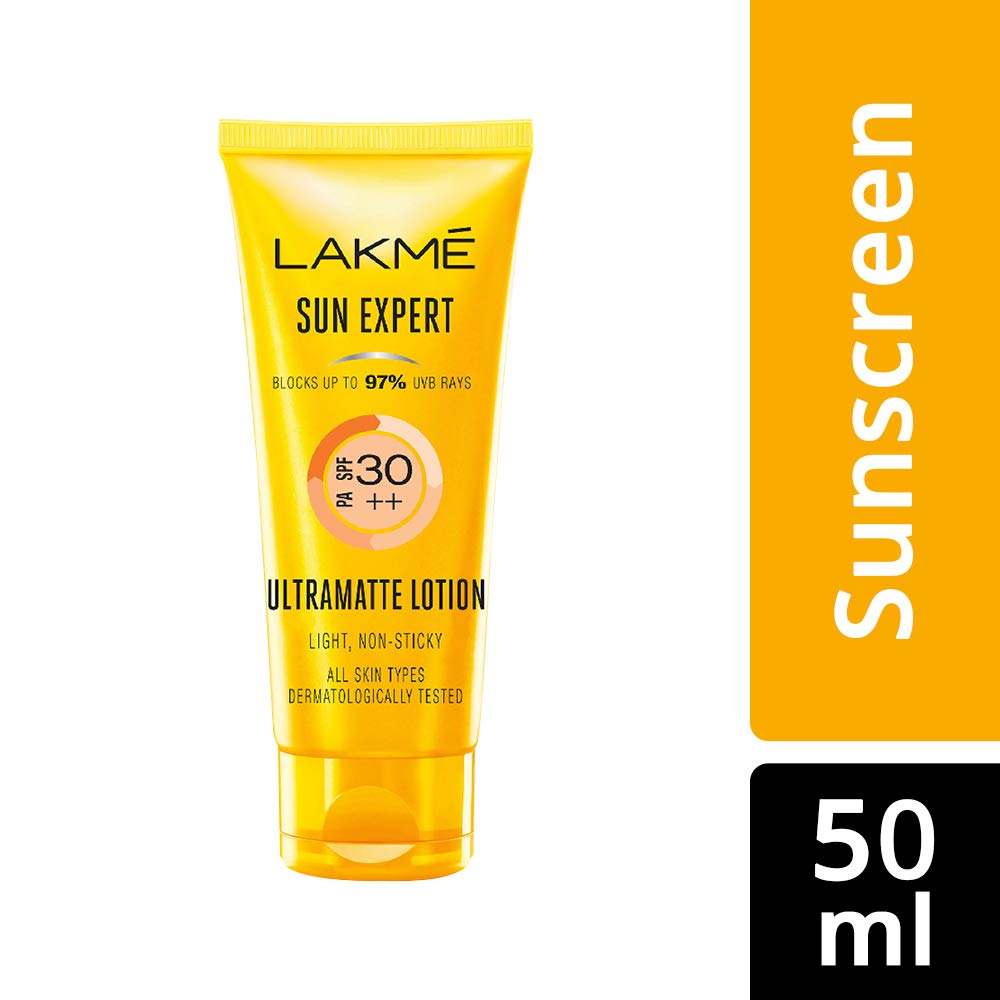 LAKMÉ
SUN EXPERT
BLOCKS UP TO 97% UVB RAYS
SPF 30
PA ++
ULTRAMATTE LOTION
LIGHT, NON-STICKY
ALL SKIN TYPES
DERMATOLOGICALLY TESTED
Sunscreen
50
ml